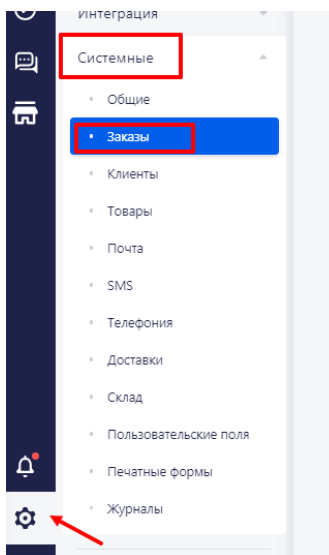 Интеграция
Системные
Общие
Заказы
Клиенты
Товары
Почта
SMS
Телефония
Доставки
Склад
Пользовательские поля
Печатные формы
Журналы